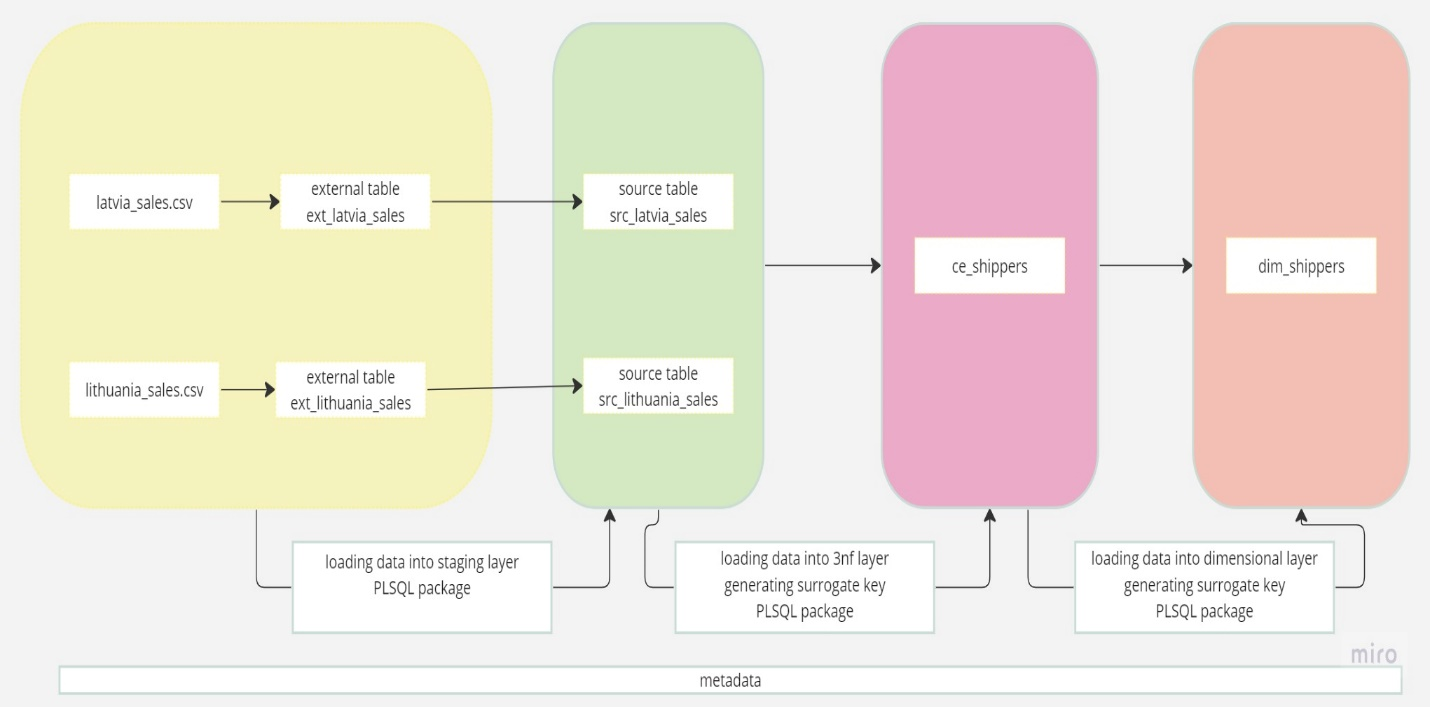 latvia_sales.csv
external table
ext_latvia_sales
source table
src_latvia_sales
ce_shippers
dim_shippers
lithuania_sales.csv
external table
ext_lithuania_sales
source table
src_lithuania_sales
loading data into staging layer
PLSQL package
loading data into 3nf layer
generating surrogate key
PLSQL package
loading data into dimensional layer
generating surrogate key
PLSQL package
miro
metadata